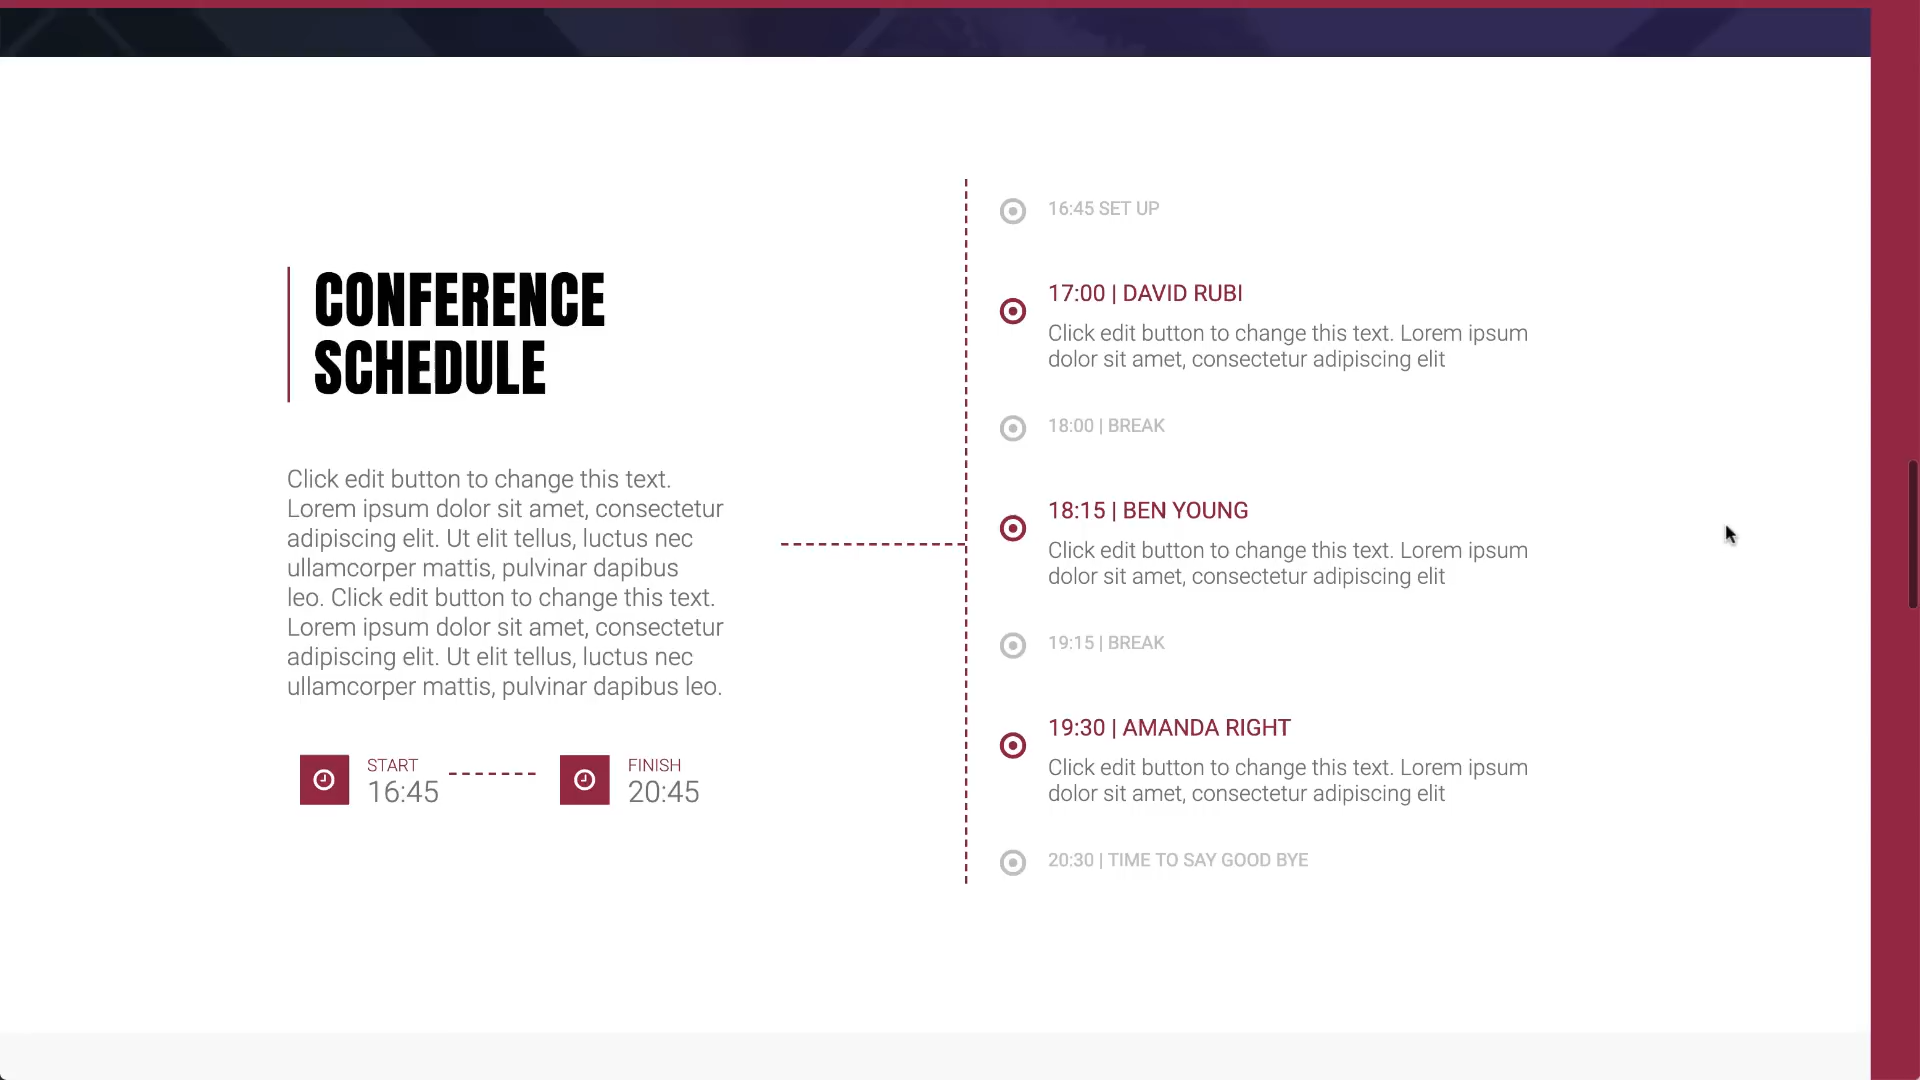 CONFERENCE
SCHEDULE
Click edit button to change this text.
Lorem ipsum dolor sit amet, consectetur
adipiscing elit. Ut elit tellus, luctus nec
ullamcorper mattis, pulvinar dapibus
leo. Click edit button to change this text.
Lorem ipsum dolor sit amet, consectetur
adipiscing elit. Ut elit tellus, luctus nec
ullamcorper mattis, pulvinar dapibus leo.
START
16:45
FINISH
20:45
16:45 SET UP
17:00 | DAVID RUBI
Click edit button to change this text. Lorem ipsum
dolor sit amet, consectetur adipiscing elit
18:00 | BREAK
18:15 | BEN YOUNG
Click edit button to change this text. Lorem ipsum
dolor sit amet, consectetur adipiscing elit
19:15 | BREAK
19:30 | AMANDA RIGHT
Click edit button to change this text. Lorem ipsum
dolor sit amet, consectetur adipiscing elit
20:30 | TIME TO SAY GOOD BYE